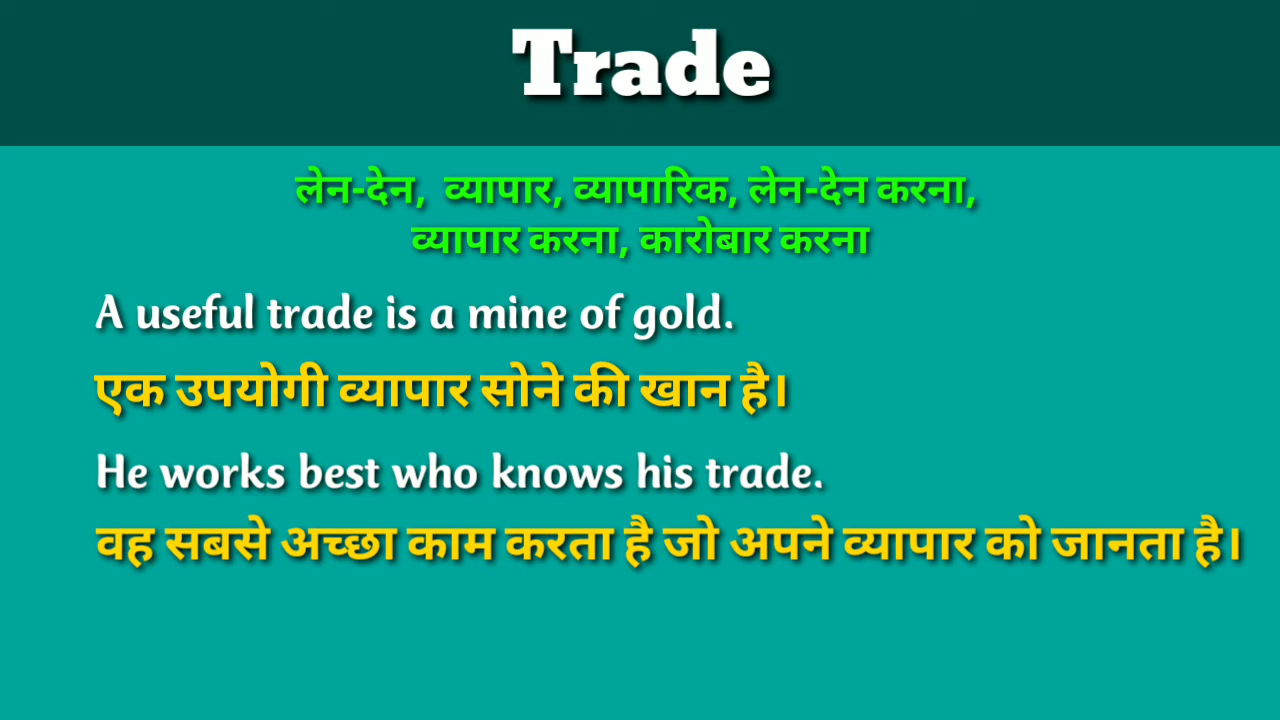 Trade
लेन-देन, व्यापार, व्यापारिक, लेन-देन करना,
व्यापार करना, कारोबार करना
A useful trade is a mine of gold.
एक उपयोगी व्यापार सोने की खान है।
He works best who knows his trade.
वह सबसे अच्छा काम करता है जो अपने व्यापार को जानता है।